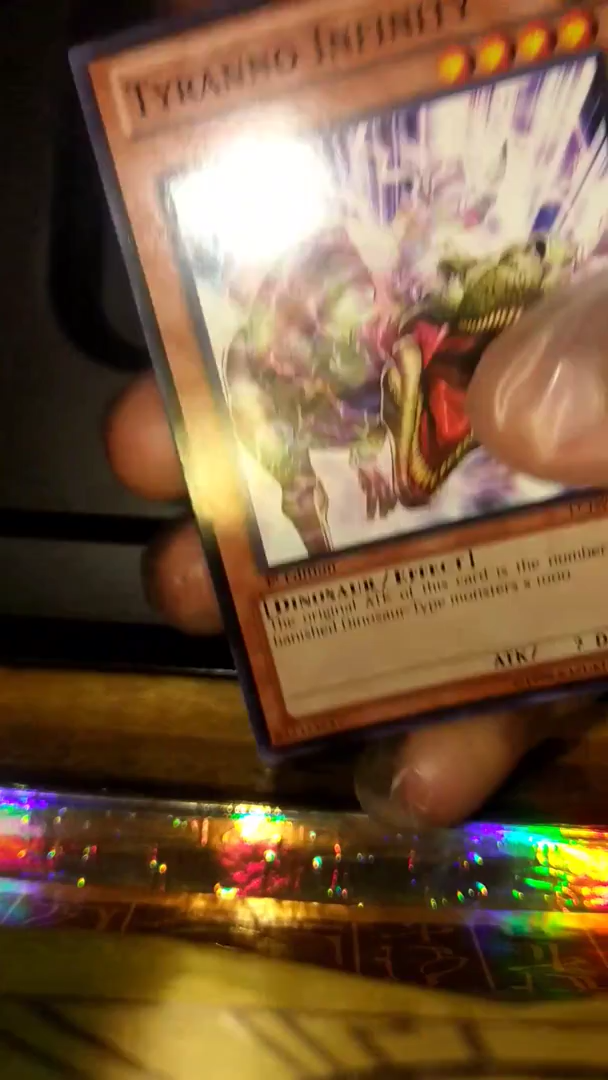 TYRANNO INFINITY
1st Edition
[DINOSAUR/EFFECT]
The original ATK of this card is the number
banished Dinosaur-Type monsters x 1000
ATK/ ? D